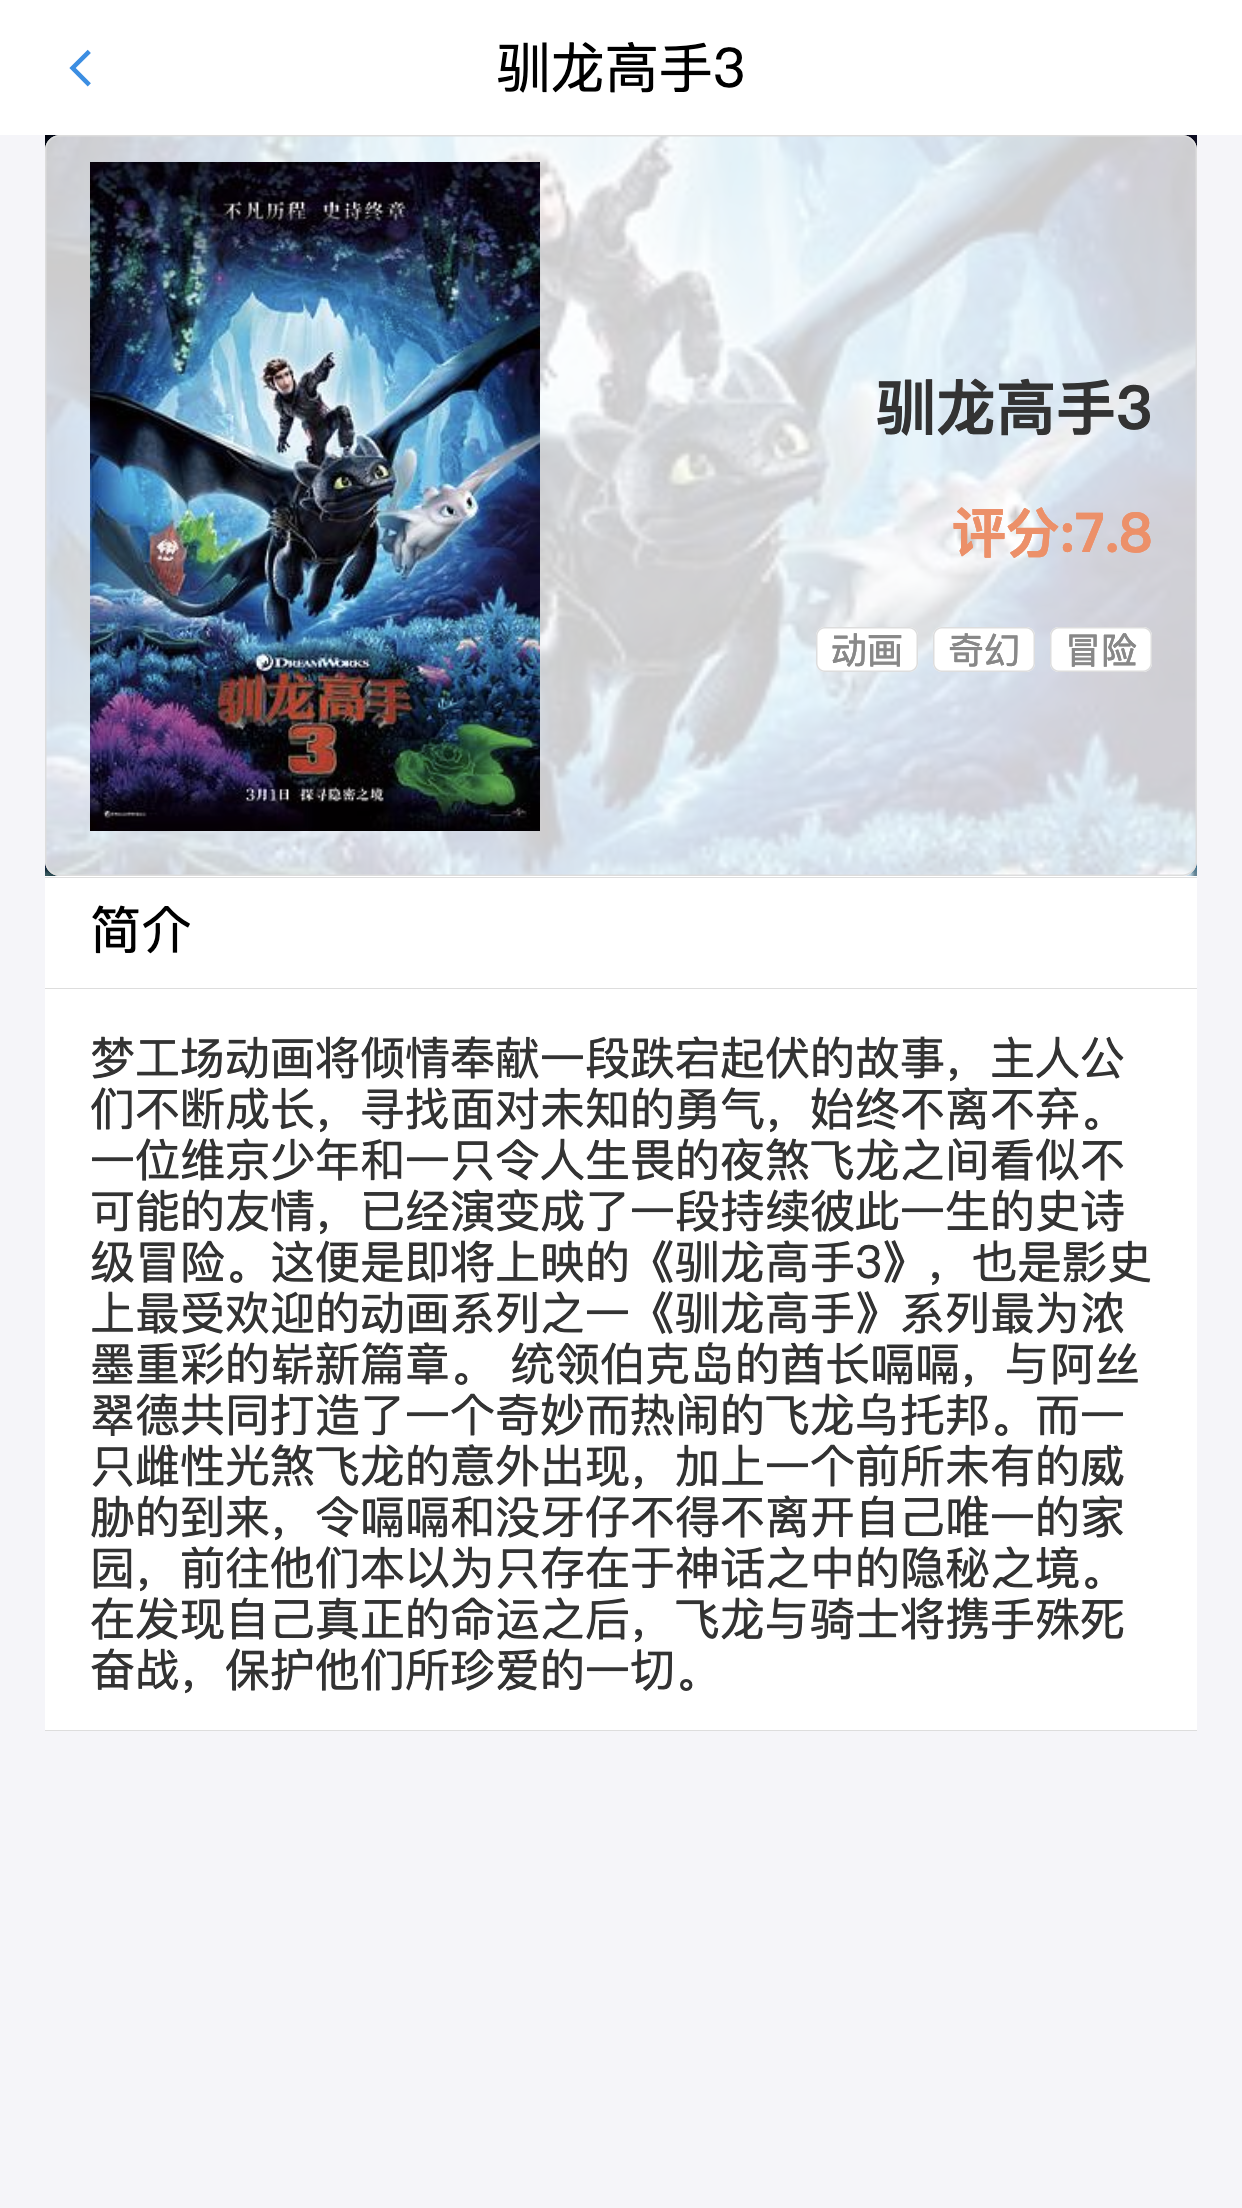 驯龙高手3
不凡历程 史诗终章
DREAMWORKS
驯龙高手
3
3月1日 探寻隐密之境
驯龙高手3
评分:7.8
动画 奇幻 冒险
简介
梦工场动画将倾情奉献一段跌宕起伏的故事，主人公
们不断成长，寻找面对未知的勇气，始终不离不弃。
一位维京少年和一只令人生畏的夜煞飞龙之间看似不
可能的友情，已经演变成了一段持续彼此一生的史诗
级冒险。这便是即将上映的《驯龙高手3》，也是影史
上最受欢迎的动画系列之一《驯龙高手》系列最为浓
墨重彩的崭新篇章。 统领伯克岛的酋长嗝嗝，与阿丝
翠德共同打造了一个奇妙而热闹的飞龙乌托邦。而一
只雌性光煞飞龙的意外出现，加上一个前所未有的威
胁的到来，令嗝嗝和没牙仔不得不离开自己唯一的家
园，前往他们本以为只存在于神话之中的隐秘之境。
在发现自己真正的命运之后，飞龙与骑士将携手殊死
奋战，保护他们所珍爱的一切。